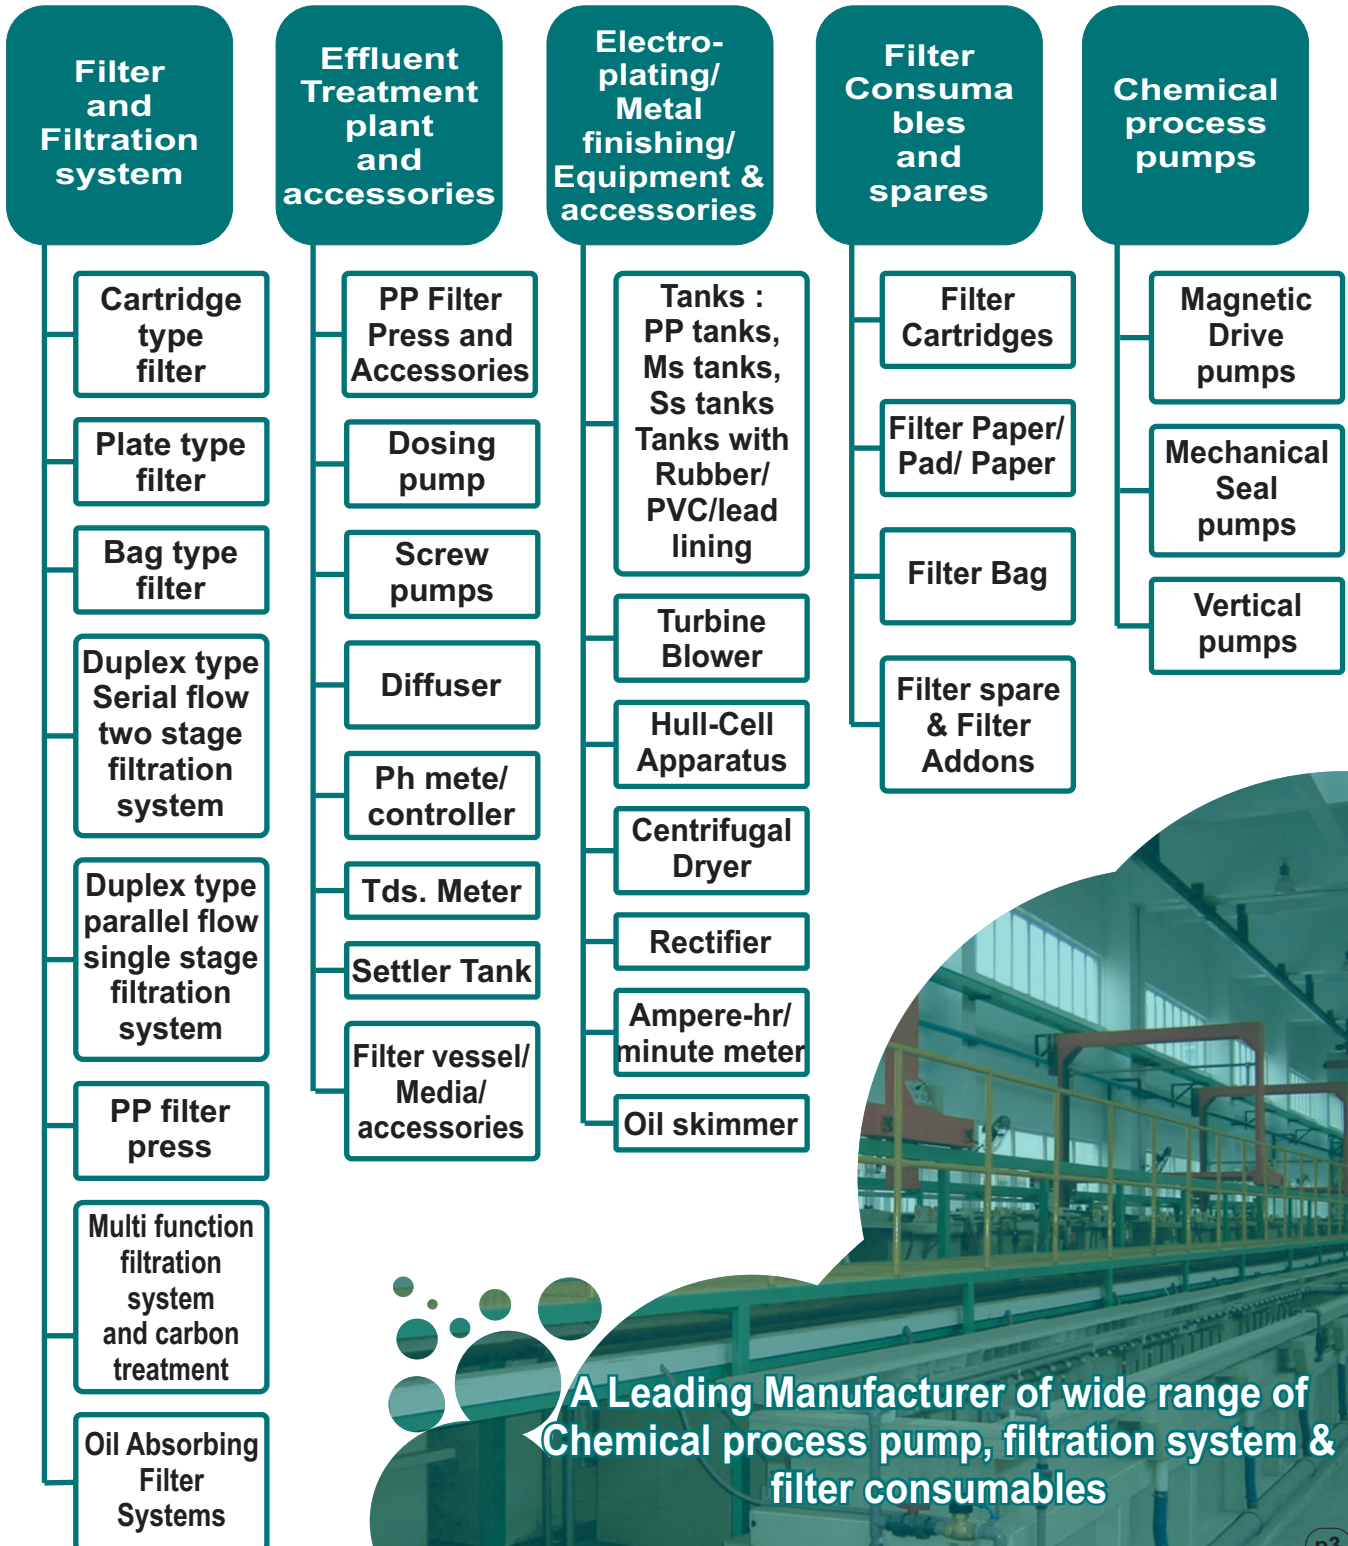 Filter
and
Filtration
system
Cartridge
type
filter
Plate type
filter
Bag type
filter
Duplex type
Serial flow
two stage
filtration
system
Duplex type
parallel flow
single stage
filtration
system
PP filter
press
Multi function
filtration
system
and carbon
treatment
Oil Absorbing
Filter
Systems
Effluent
Treatment
plant
and
accessories
PP Filter
Press and
Accessories
Dosing
pump
Screw
pumps
Diffuser
Ph mete/
controller
Tds. Meter
Settler Tank
Filter vessel/
Media/
accessories
Electro-
plating/
Metal
finishing/
Equipment &
accessories
Tanks :
PP tanks,
Ms tanks,
Ss tanks
Tanks with
Rubber/
PVC/lead
lining
Turbine
Blower
Hull-Cell
Apparatus
Centrifugal
Dryer
Rectifier
Ampere-hr/
minute meter
Oil skimmer
Filter
Consuma
bles
and
spares
Filter
Cartridges
Filter Paper/
Pad/ Paper
Filter Bag
Filter spare
& Filter
Addons
Chemical
process
pumps
Magnetic
Drive
pumps
Mechanical
Seal
pumps
Vertical
pumps
A Leading Manufacturer of wide range of
Chemical process pump, filtration system &
filter consumables
p3